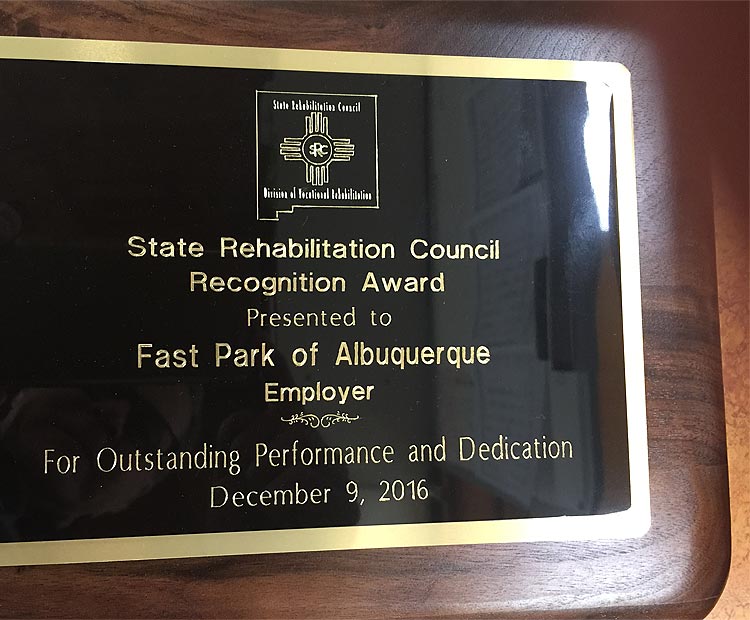 State Rehabilitation Council
SRC
Division of Vocational Rehabilitation
State Rehabilitation Council
Recognition Award
Presented to
Fast Park of Albuquerque
Employer
For Outstanding Performance and Dedication
December 9, 2016